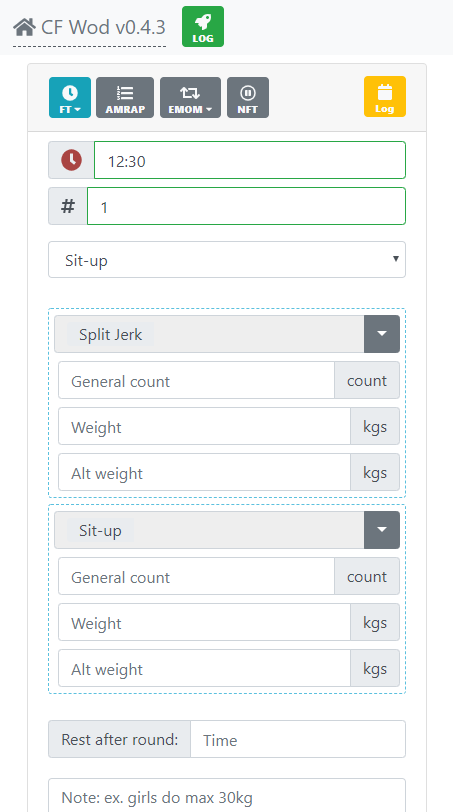 CF Wod v0.4.3
LOG
FT
AMRAP
EMOM
NFT
Log
12:30
# 1
Sit-up
Split Jerk
General count count
Weight kgs
Alt weight kgs
Sit-up
General count count
Weight kgs
Alt weight kgs
Rest after round: Time
Note: ex. girls do max 30kg